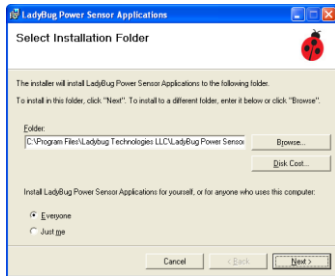 LadyBug Power Sensor Applications
Select Installation Folder
The installer will install LadyBug Power Sensor Applications to the following folder.
To install in this folder, click "Next". To install to a different folder, enter it below or click "Browse".
Folder:
C:\Program Files\Ladybug Technologies LLC\LadyBug Power Sensor
Browse...
Disk Cost...
Install LadyBug Power Sensor Applications for yourself, or for anyone who uses this computer:
Everyone
Just me
Cancel
< Back
Next >